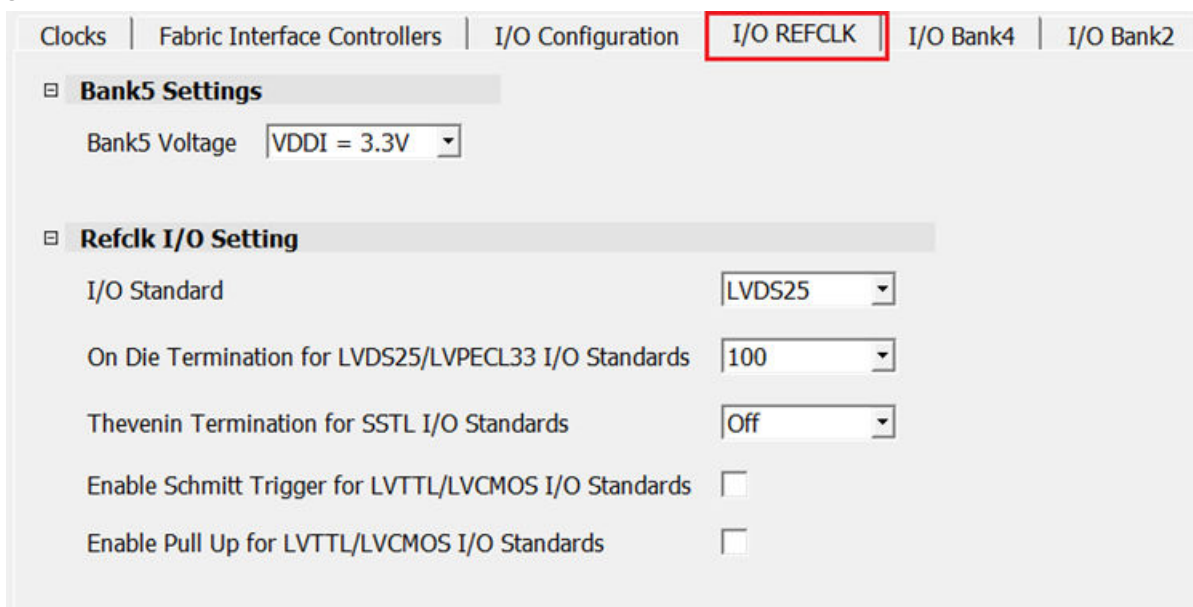 Clocks Fabric Interface Controllers I/O Configuration I/O REFCLK I/O Bank4 I/O Bank2
Bank5 Settings
Bank5 Voltage VDDI = 3.3V
Refclk I/O Setting
I/O Standard LVDS25
On Die Termination for LVDS25/LVPECL33 I/O Standards 100
Thevenin Termination for SSTL I/O Standards Off
Enable Schmitt Trigger for LVTTL/LVCMOS I/O Standards
Enable Pull Up for LVTTL/LVCMOS I/O Standards